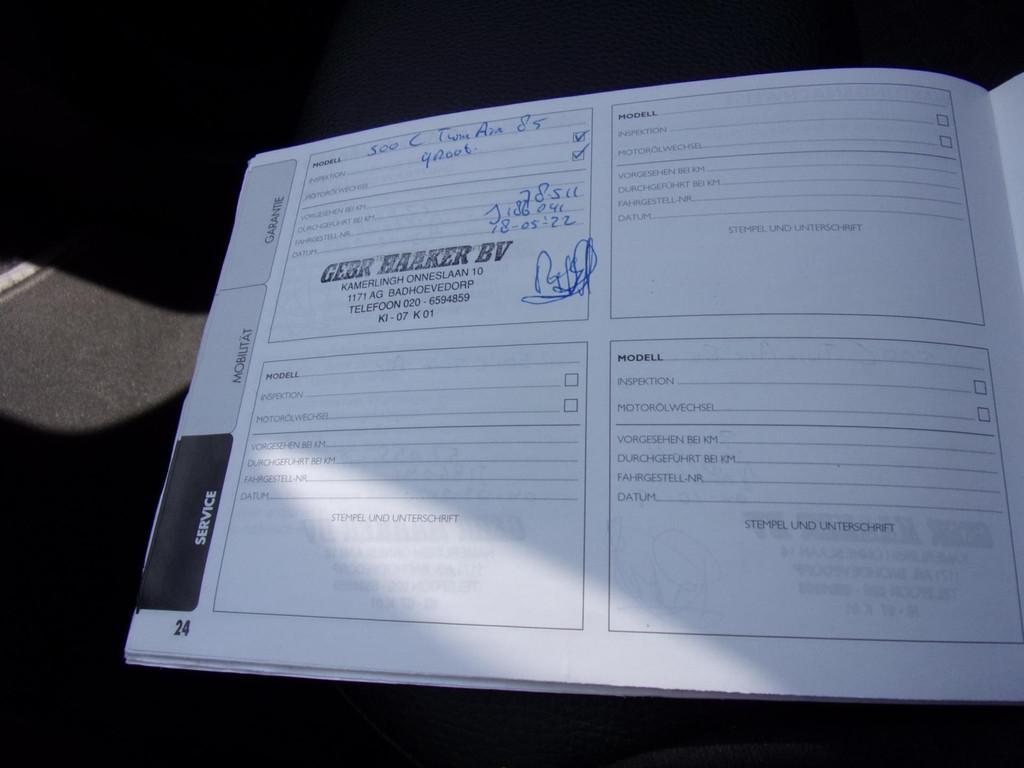 GARANTIE
MOBILITÄT
SERVICE
24
MODELL 500 C TwinAir 85
INSPEKTION groot.
MOTORÖLWECHSEL
VORGESEHEN BEI KM
DURCHGEFÜHRT BEI KM 78511
FAHRGESTELL-NR. J186041
DATUM 18-05-22
GEBR HAAKER BV
KAMERLINGH ONNESLAAN 10
1171 AG BADHOEVEDORP
TELEFOON 020 - 6594859
KI - 07 K 01
MODELL
INSPEKTION
MOTORÖLWECHSEL
VORGESEHEN BEI KM
DURCHGEFÜHRT BEI KM
FAHRGESTELL-NR.
DATUM
STEMPEL UND UNTERSCHRIFT
MODELL
INSPEKTION
MOTORÖLWECHSEL
VORGESEHEN BEI KM
DURCHGEFÜHRT BEI KM
FAHRGESTELL-NR.
DATUM
STEMPEL UND UNTERSCHRIFT
MODELL
INSPEKTION
MOTORÖLWECHSEL
VORGESEHEN BEI KM
DURCHGEFÜHRT BEI KM
FAHRGESTELL-NR.
DATUM
STEMPEL UND UNTERSCHRIFT